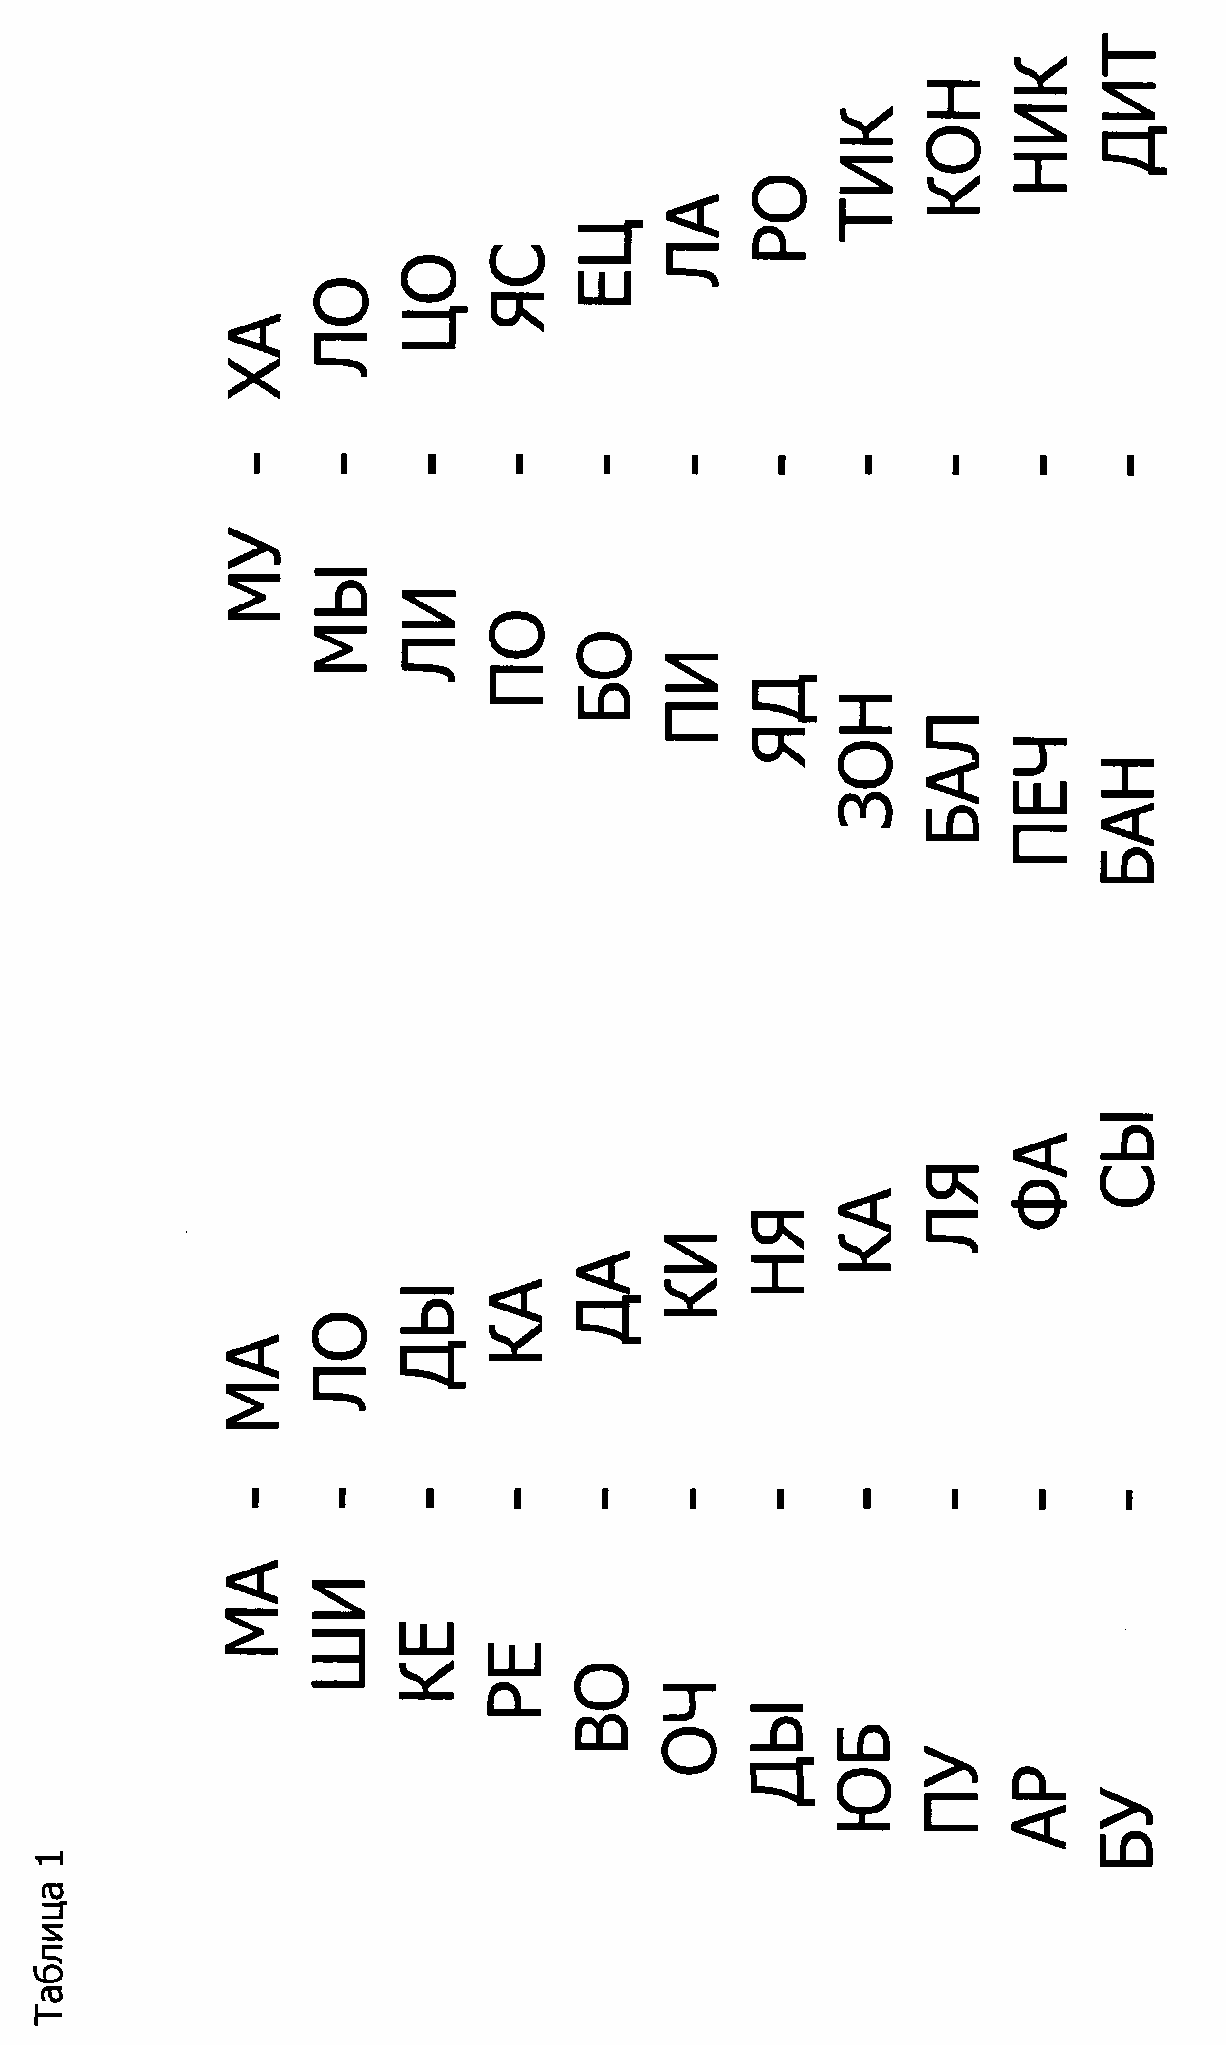 Таблица 1
МА - МА
ШИ - ЛО
КЕ - ДЫ
РЕ - КА
ВО - ДА
ОЧ - КИ
ДЫ - НЯ
ЮБ - КА
ПУ - ЛЯ
АР - ФА
БУ - СЫ
МУ - ХА
МЫ - ЛО
ЛИ - ЦО
ПО - ЯС
БО - ЕЦ
ПИ - ЛА
ЯД - РО
ЗОН - ТИК
БАЛ - КОН
ПЕЧ - НИК
БАН - ДИТ